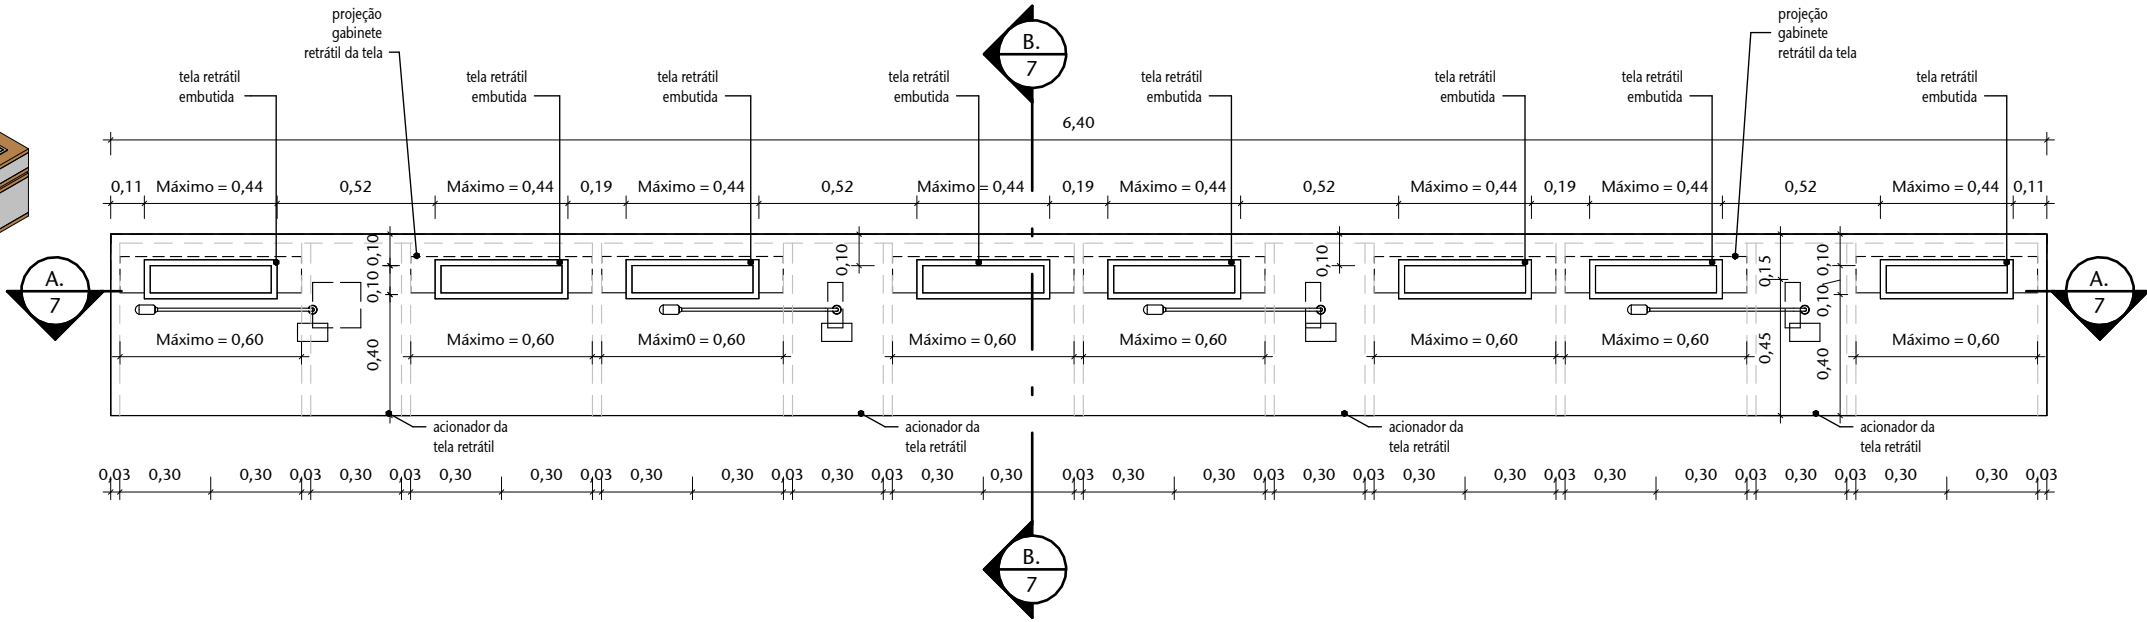 projeção
gabinete
retrátil da tela
B.
7
projeção
gabinete
retrátil da tela
tela retrátil
embutida
tela retrátil
embutida
tela retrátil
embutida
tela retrátil
embutida
tela retrátil
embutida
tela retrátil
embutida
tela retrátil
embutida
tela retrátil
embutida
6,40
0,11 Máximo = 0,44 0,52 Máximo = 0,44 0,19 Máximo = 0,44 0,52 Máximo = 0,44 0,19 Máximo = 0,44 0,52 Máximo = 0,44 0,19 Máximo = 0,44 0,52 Máximo = 0,44 0,11
0,10
0,10
0,40
0,10
0,10
0,15
0,45
0,10
0,10
0,40
A.
7
A.
7
Máximo = 0,60 Máximo = 0,60 Máxim0 = 0,60 Máximo = 0,60 Máximo = 0,60 Máximo = 0,60 Máximo = 0,60 Máximo = 0,60
acionador da
tela retrátil
acionador da
tela retrátil
acionador da
tela retrátil
acionador da
tela retrátil
0,03 0,30 0,30 0,03 0,30 0,03 0,30 0,30 0,03 0,30 0,30 0,03 0,30 0,03 0,30 0,30 0,03 0,30 0,30 0,03 0,30 0,03 0,30 0,30 0,03 0,30 0,30 0,03 0,30 0,03 0,30 0,30 0,03
B.
7